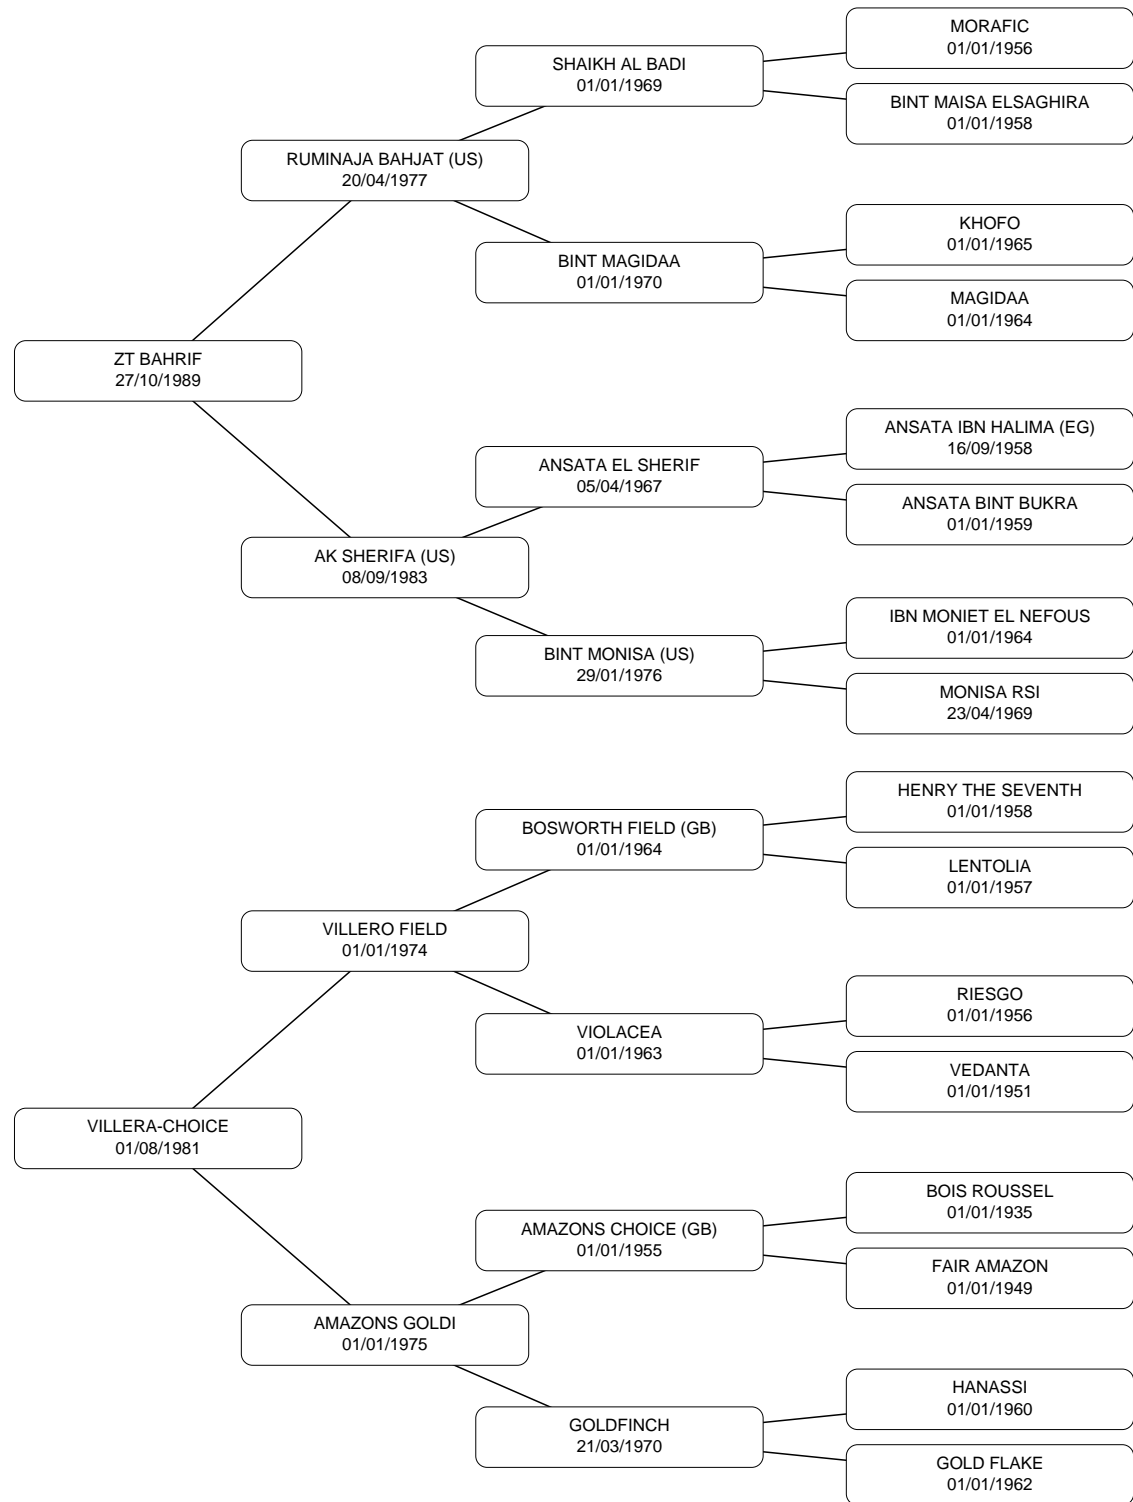 MORAFIC
01/01/1956
SHAIKH AL BADI
01/01/1969
BINT MAISA ELSAGHIRA
01/01/1958
RUMINAJA BAHJAT (US)
20/04/1977
KHOFO
01/01/1965
BINT MAGIDAA
01/01/1970
MAGIDAA
01/01/1964
ZT BAHRIF
27/10/1989
ANSATA IBN HALIMA (EG)
16/09/1958
ANSATA EL SHERIF
05/04/1967
ANSATA BINT BUKRA
01/01/1959
AK SHERIFA (US)
08/09/1983
IBN MONIET EL NEFOUS
01/01/1964
BINT MONISA (US)
29/01/1976
MONISA RSI
23/04/1969
HENRY THE SEVENTH
01/01/1958
BOSWORTH FIELD (GB)
01/01/1964
LENTOLIA
01/01/1957
VILLERO FIELD
01/01/1974
RIESGO
01/01/1956
VIOLACEA
01/01/1963
VEDANTA
01/01/1951
VILLERA-CHOICE
01/08/1981
BOIS ROUSSEL
01/01/1935
AMAZONS CHOICE (GB)
01/01/1955
FAIR AMAZON
01/01/1949
AMAZONS GOLDI
01/01/1975
HANASSI
01/01/1960
GOLDFINCH
21/03/1970
GOLD FLAKE
01/01/1962